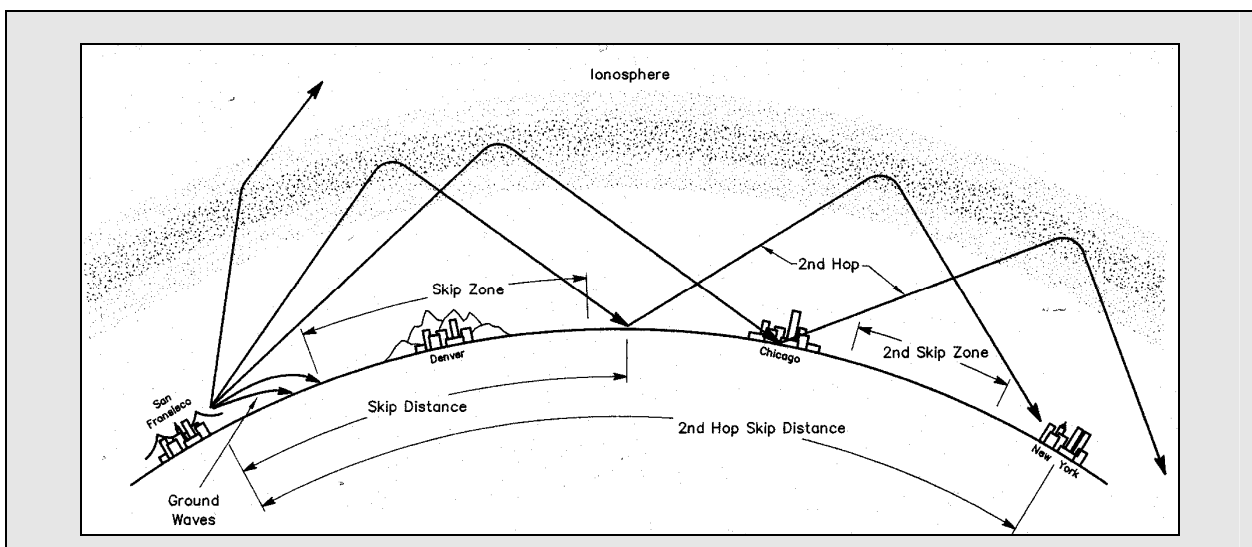 Ionosphere
Skip Zone
2nd Hop
Denver
Chicago
2nd Skip Zone
San
Fransisco
Skip Distance
2nd Hop Skip Distance
New York
Ground
Waves